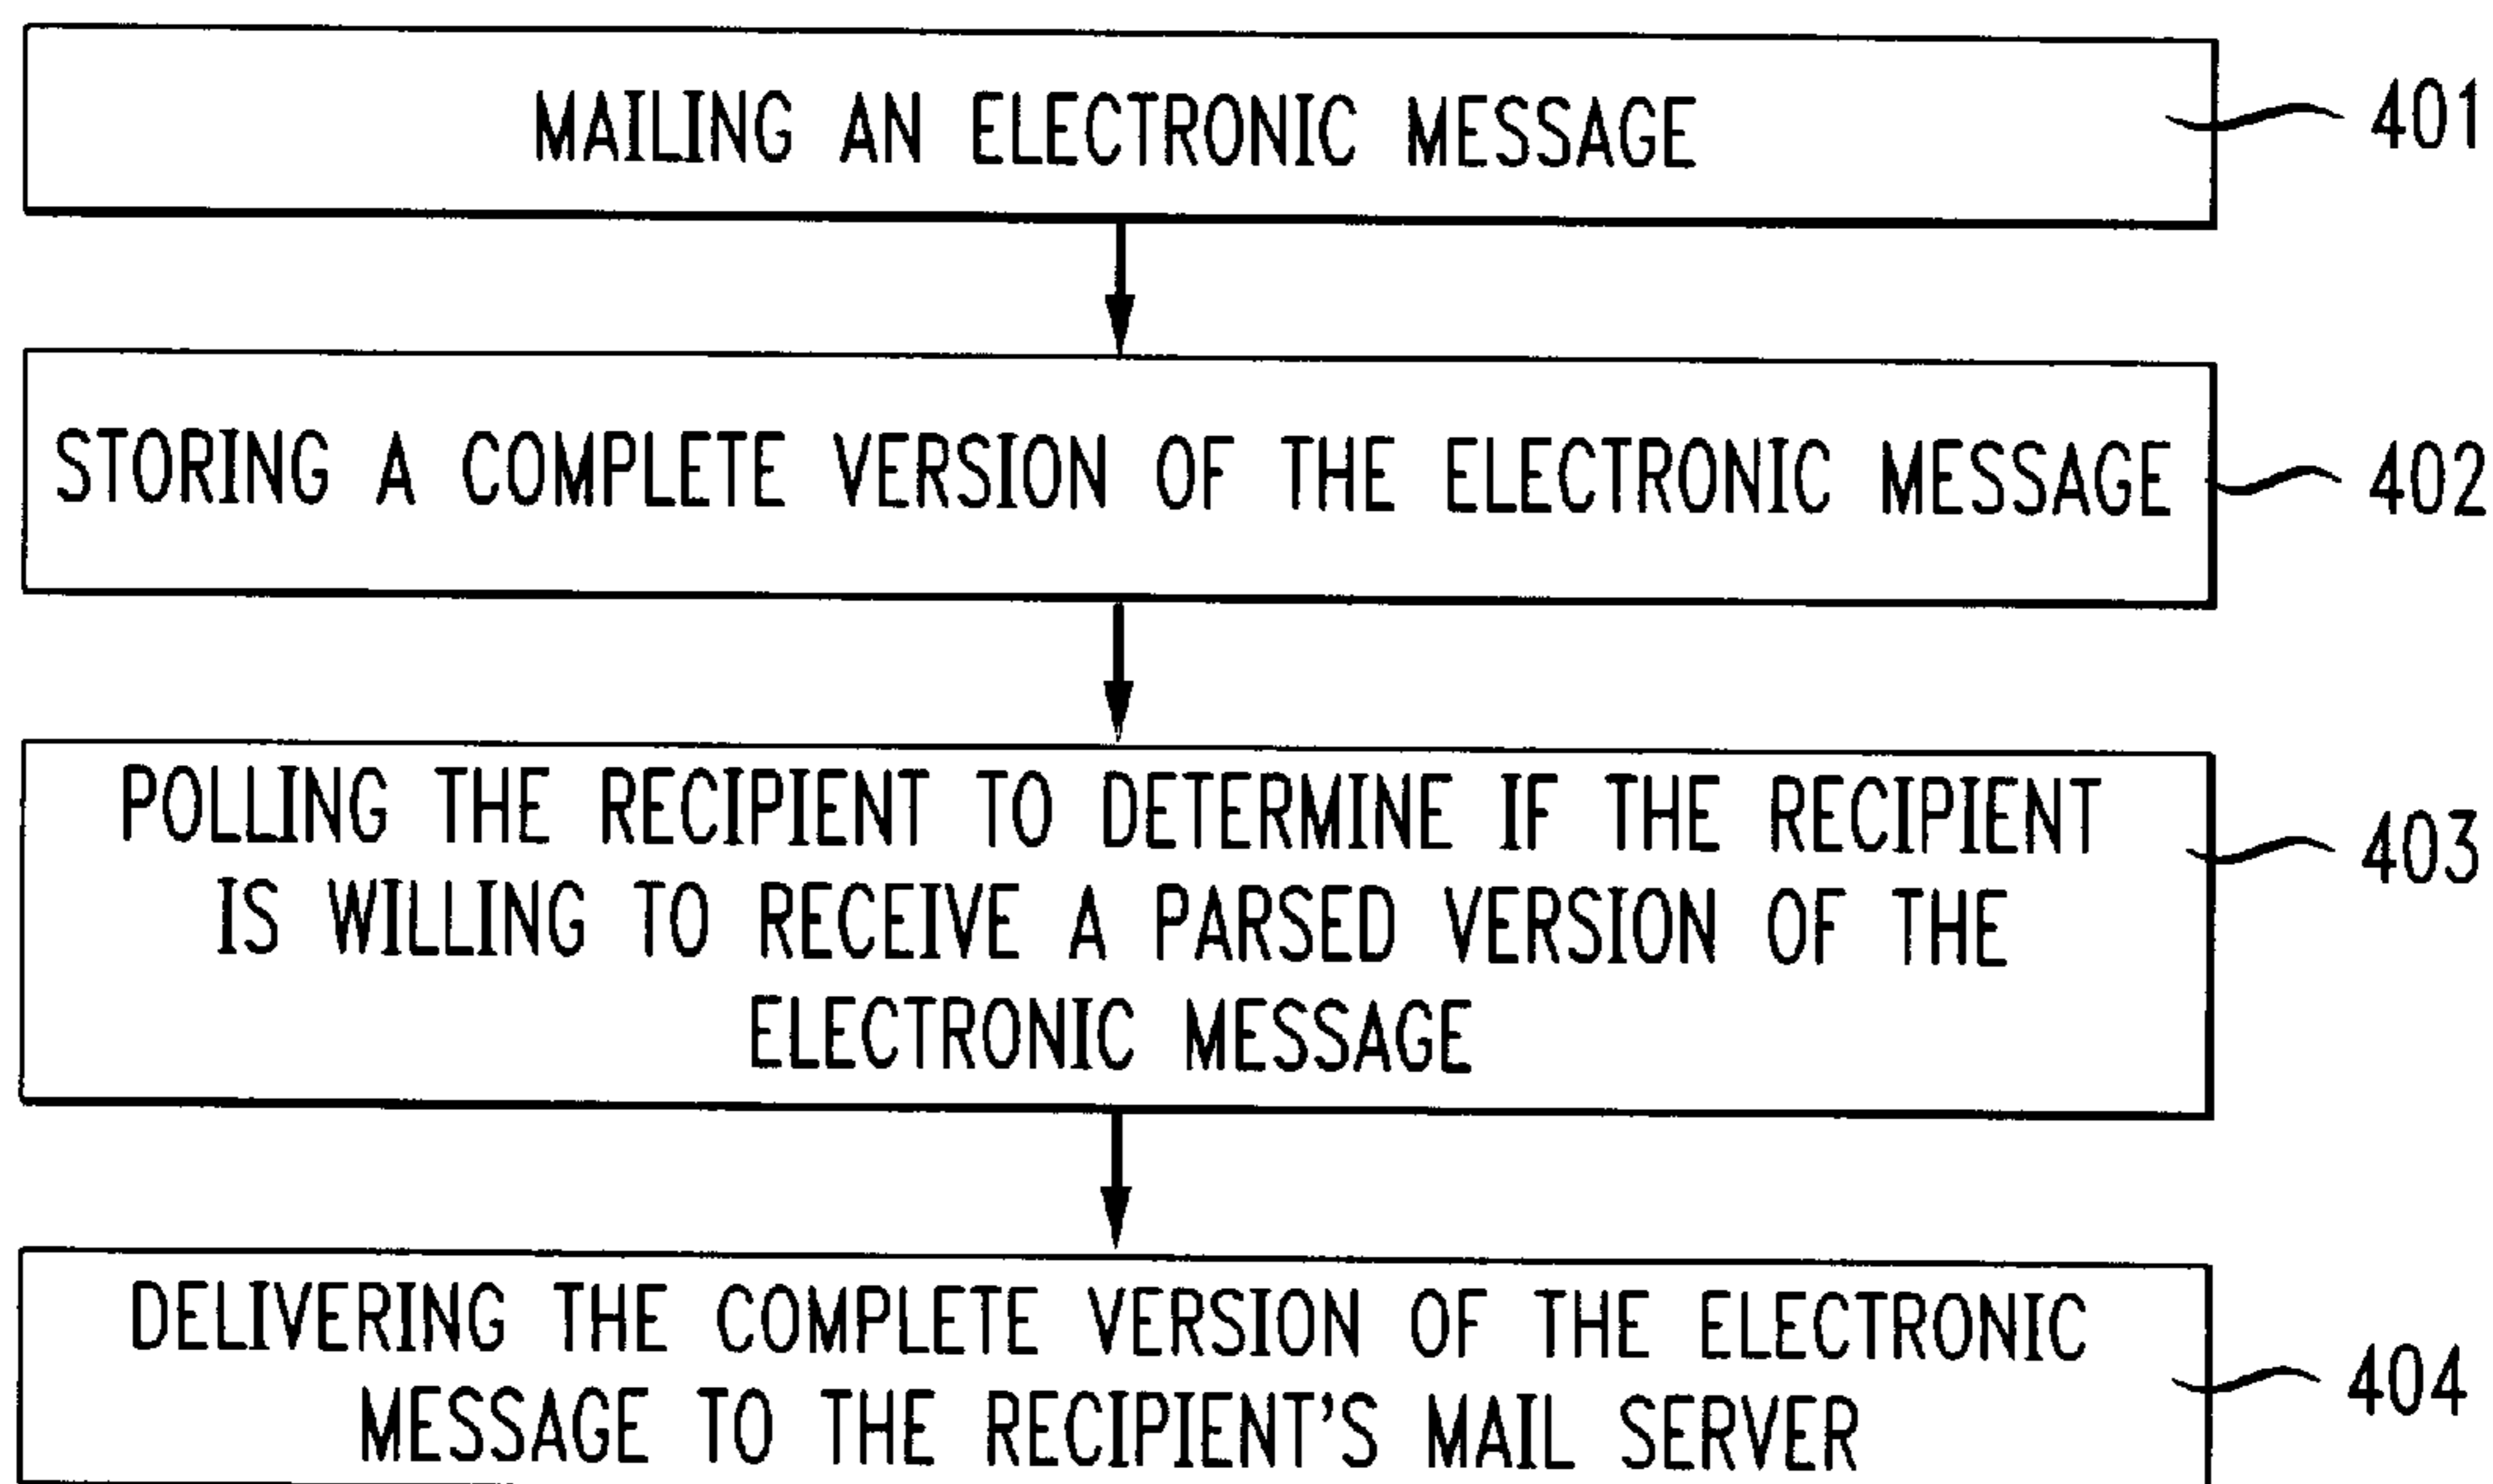 MAILING AN ELECTRONIC MESSAGE
401
STORING A COMPLETE VERSION OF THE ELECTRONIC MESSAGE
402
POLLING THE RECIPIENT TO DETERMINE IF THE RECIPIENT
IS WILLING TO RECEIVE A PARSED VERSION OF THE
ELECTRONIC MESSAGE
403
DELIVERING THE COMPLETE VERSION OF THE ELECTRONIC
MESSAGE TO THE RECIPIENT'S MAIL SERVER
404